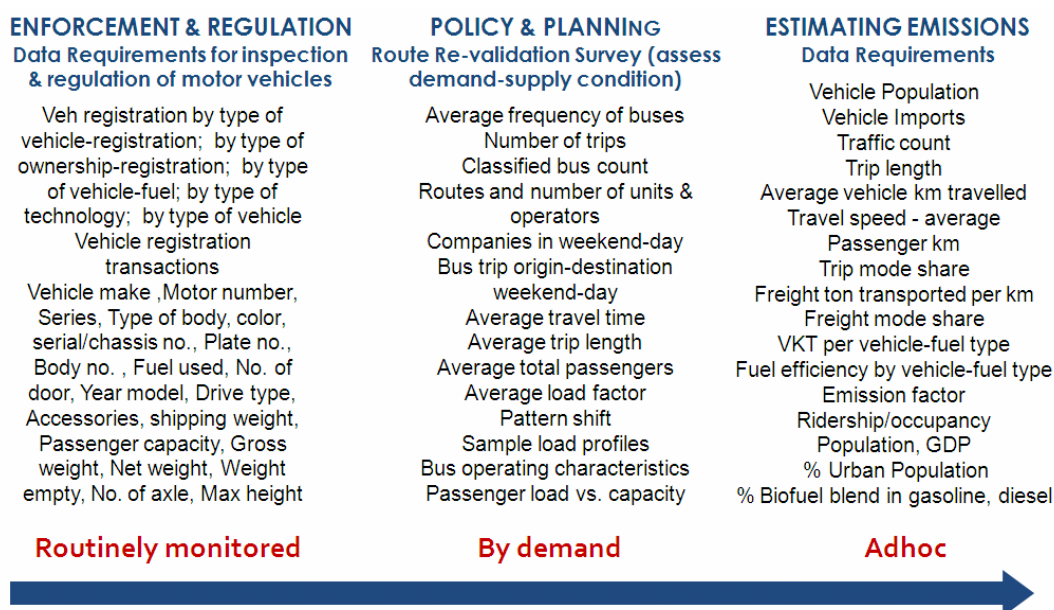 ENFORCEMENT & REGULATION
Data Requirements for inspection
& regulation of motor vehicles
Veh registration by type of
vehicle-registration; by type of
ownership-registration; by type
of vehicle-fuel; by type of
technology; by type of vehicle
Vehicle registration
transactions
Vehicle make ,Motor number,
Series, Type of body, color,
serial/chassis no., Plate no.,
Body no. , Fuel used, No. of
door, Year model, Drive type,
Accessories, shipping weight,
Passenger capacity, Gross
weight, Net weight, Weight
empty, No. of axle, Max height
Routinely monitored
POLICY & PLANNING
Route Re-validation Survey (assess
demand-supply condition)
Average frequency of buses
Number of trips
Classified bus count
Routes and number of units &
operators
Companies in weekend-day
Bus trip origin-destination
weekend-day
Average travel time
Average trip length
Average total passengers
Average load factor
Pattern shift
Sample load profiles
Bus operating characteristics
Passenger load vs. capacity
By demand
ESTIMATING EMISSIONS
Data Requirements
Vehicle Population
Vehicle Imports
Traffic count
Trip length
Average vehicle km travelled
Travel speed - average
Passenger km
Trip mode share
Freight ton transported per km
Freight mode share
VKT per vehicle-fuel type
Fuel efficiency by vehicle-fuel type
Emission factor
Ridership/occupancy
Population, GDP
% Urban Population
% Biofuel blend in gasoline, diesel
Adhoc